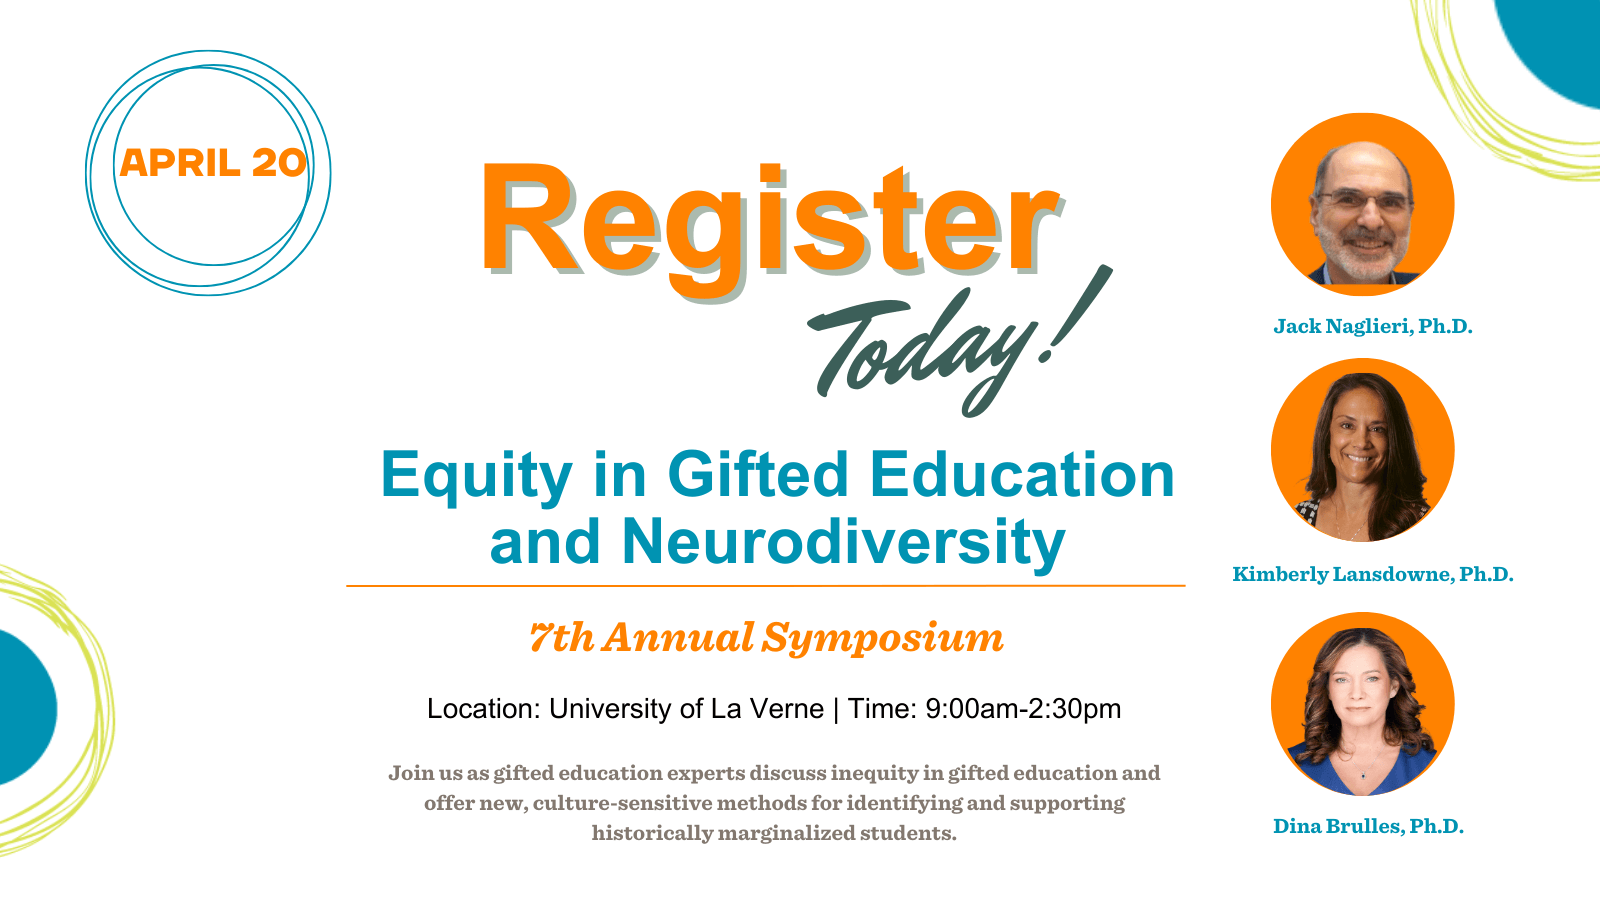 APRIL 20
Register
Today!
Equity in Gifted Education
and Neurodiversity
7th Annual Symposium
Location: University of La Verne | Time: 9:00am-2:30pm
Join us as gifted education experts discuss inequity in gifted education and
offer new, culture-sensitive methods for identifying and supporting
historically marginalized students.
Jack Naglieri, Ph.D.
Kimberly Lansdowne, Ph.D.
Dina Brulles, Ph.D.